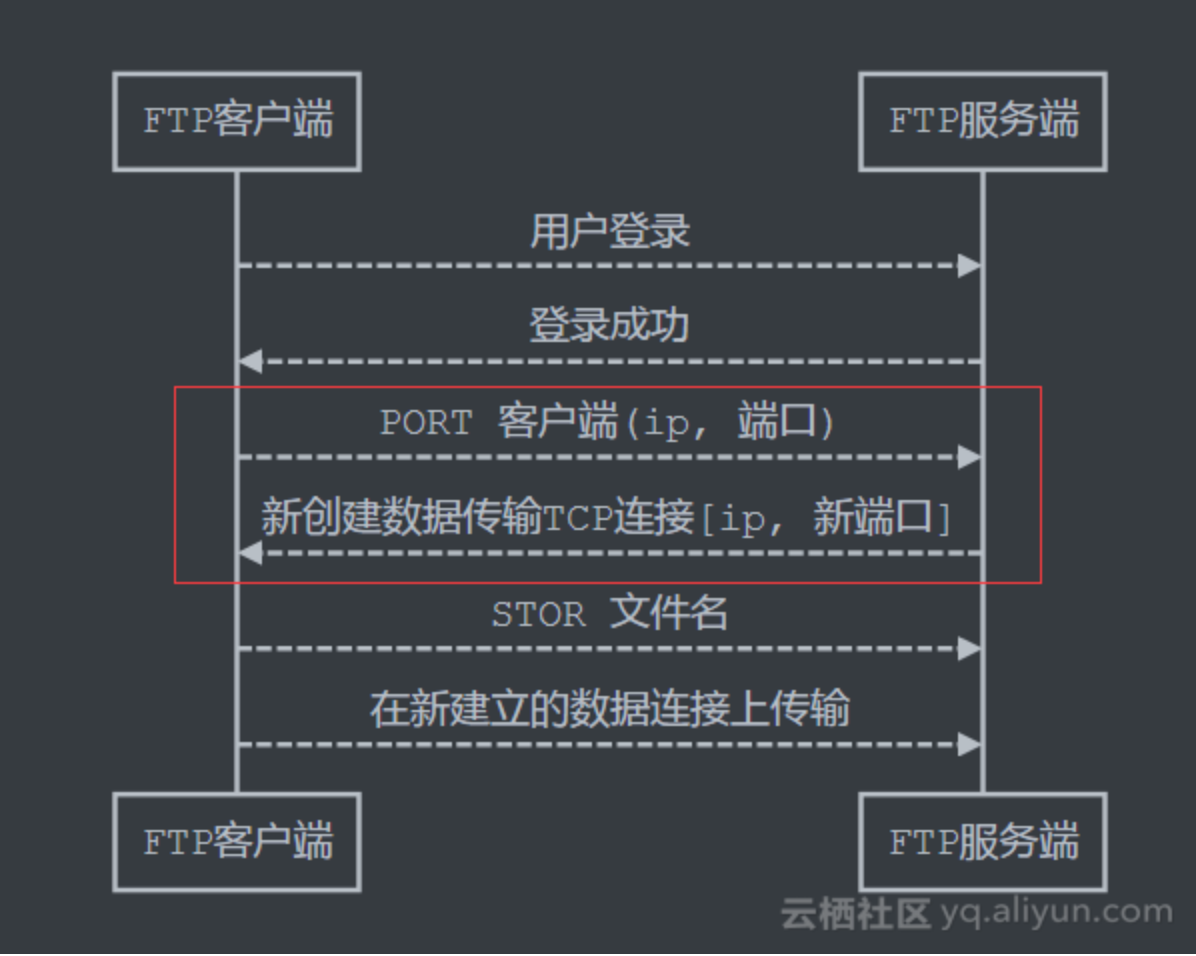 FTP客户端
FTP服务端
用户登录
登录成功
PORT 客户端(ip, 端口)
新创建数据传输TCP连接[ip, 新端口]
STOR 文件名
在新建立的数据连接上传输
FTP客户端
FTP服务端
云栖社区 yq.aliyun.com